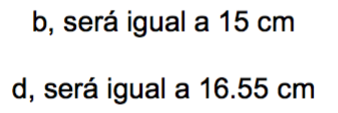 b, será igual a 15 cm
d, será igual a 16.55 cm